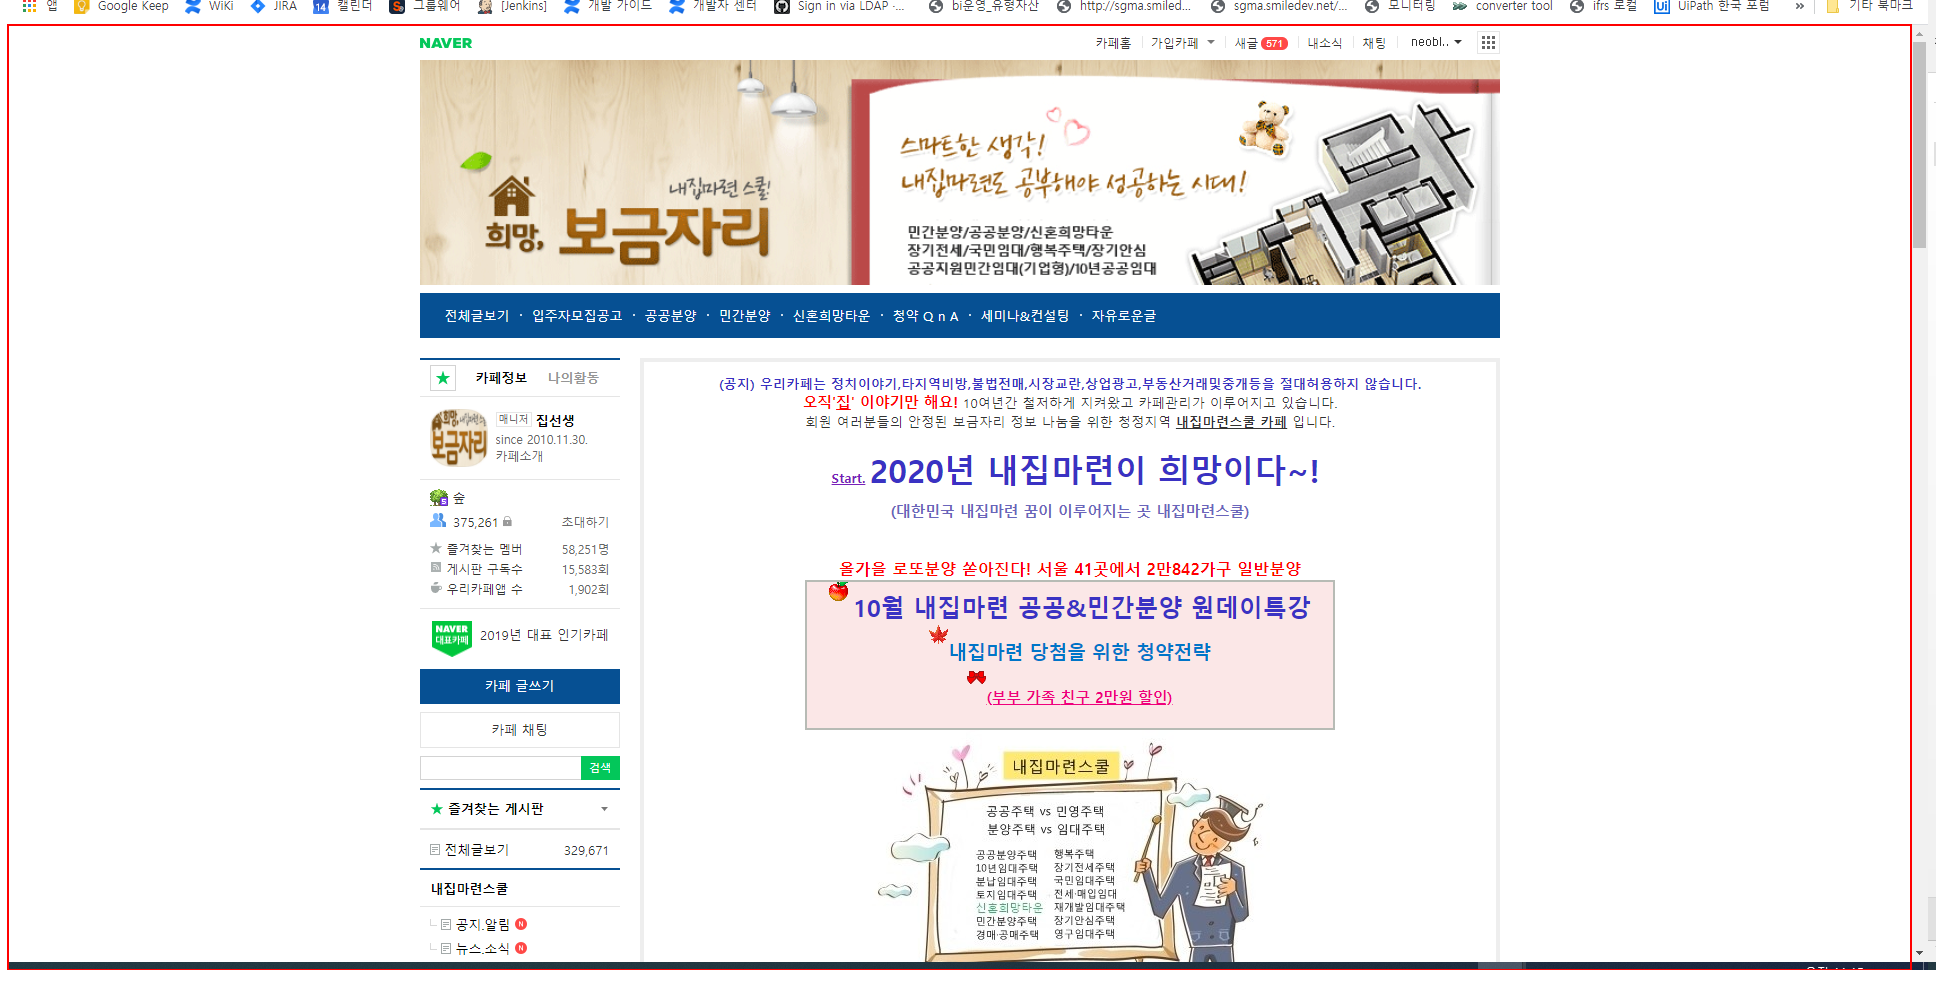 앱 Google Keep WiKi JIRA 캘린더 그룹웨어 [Jenkins] 개발 가이드 개발자 센터 Sign in via LDAP -... bi운영_유형자산 http://sgma.smiled... sgma.smiledev.net/... 모니터링 converter tool ifrs 로컬 UiPath 한국 포럼 » 기타 북마크
NAVER 카페홈 가입카페 새글 571 내소식 채팅 neobl..
스마트한 생각!
내집마련도 공부해야 성공하는 시대!
내집마련 스쿨!
희망, 보금자리
민간분양/공공분양/신혼희망타운
장기전세/국민임대/행복주택/장기안심
공공지원민간임대(기업형)/10년공공임대
전체글보기 · 입주자모집공고 · 공공분양 · 민간분양 · 신혼희망타운 · 청약 Q n A · 세미나&컨설팅 · 자유로운글
카페정보 나의활동
희망, 내집마련스쿨
보금자리
매니저 집선생
since 2010.11.30.
카페소개
숲
375,261 초대하기
즐겨찾는 멤버 58,251명
게시판 구독수 15,583회
우리카페앱 수 1,902회
NAVER
대표카페
2019년 대표 인기카페
카페 글쓰기
카페 채팅
검색
즐겨찾는 게시판
전체글보기 329,671
내집마련스쿨
공지.알림 N
뉴스.소식 N
(공지) 우리카페는 정치이야기,타지역비방,불법전매,시장교란,상업광고,부동산거래및중개등을 절대허용하지 않습니다.
오직'집' 이야기만 해요! 10여년간 철저하게 지켜왔고 카페관리가 이루어지고 있습니다.
회원 여러분들의 안정된 보금자리 정보 나눔을 위한 청정지역 내집마련스쿨 카페 입니다.
Start. 2020년 내집마련이 희망이다~!
(대한민국 내집마련 꿈이 이루어지는 곳 내집마련스쿨)
올가을 로또분양 쏟아진다! 서울 41곳에서 2만842가구 일반분양
10월 내집마련 공공&민간분양 원데이특강
내집마련 당첨을 위한 청약전략
(부부 가족 친구 2만원 할인)
내집마련스쿨
공공주택 vs 민영주택
분양주택 vs 임대주택
공공분양주택 행복주택
10년임대주택 장기전세주택
분납임대주택 국민임대주택
토지임대주택 전세·매입임대
신혼희망타운 재개발임대주택
민간분양주택 장기안심주택
경매·공매주택 영구임대주택